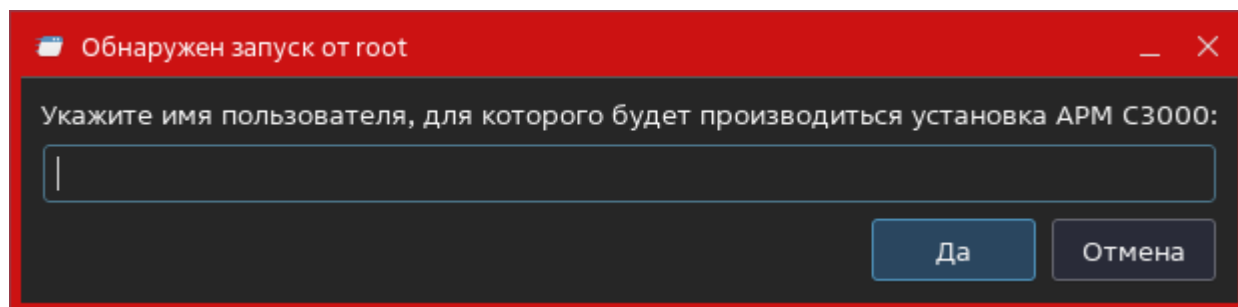 Обнаружен запуск от root
Укажите имя пользователя, для которого будет производиться установка АРМ С3000:
Да
Отмена